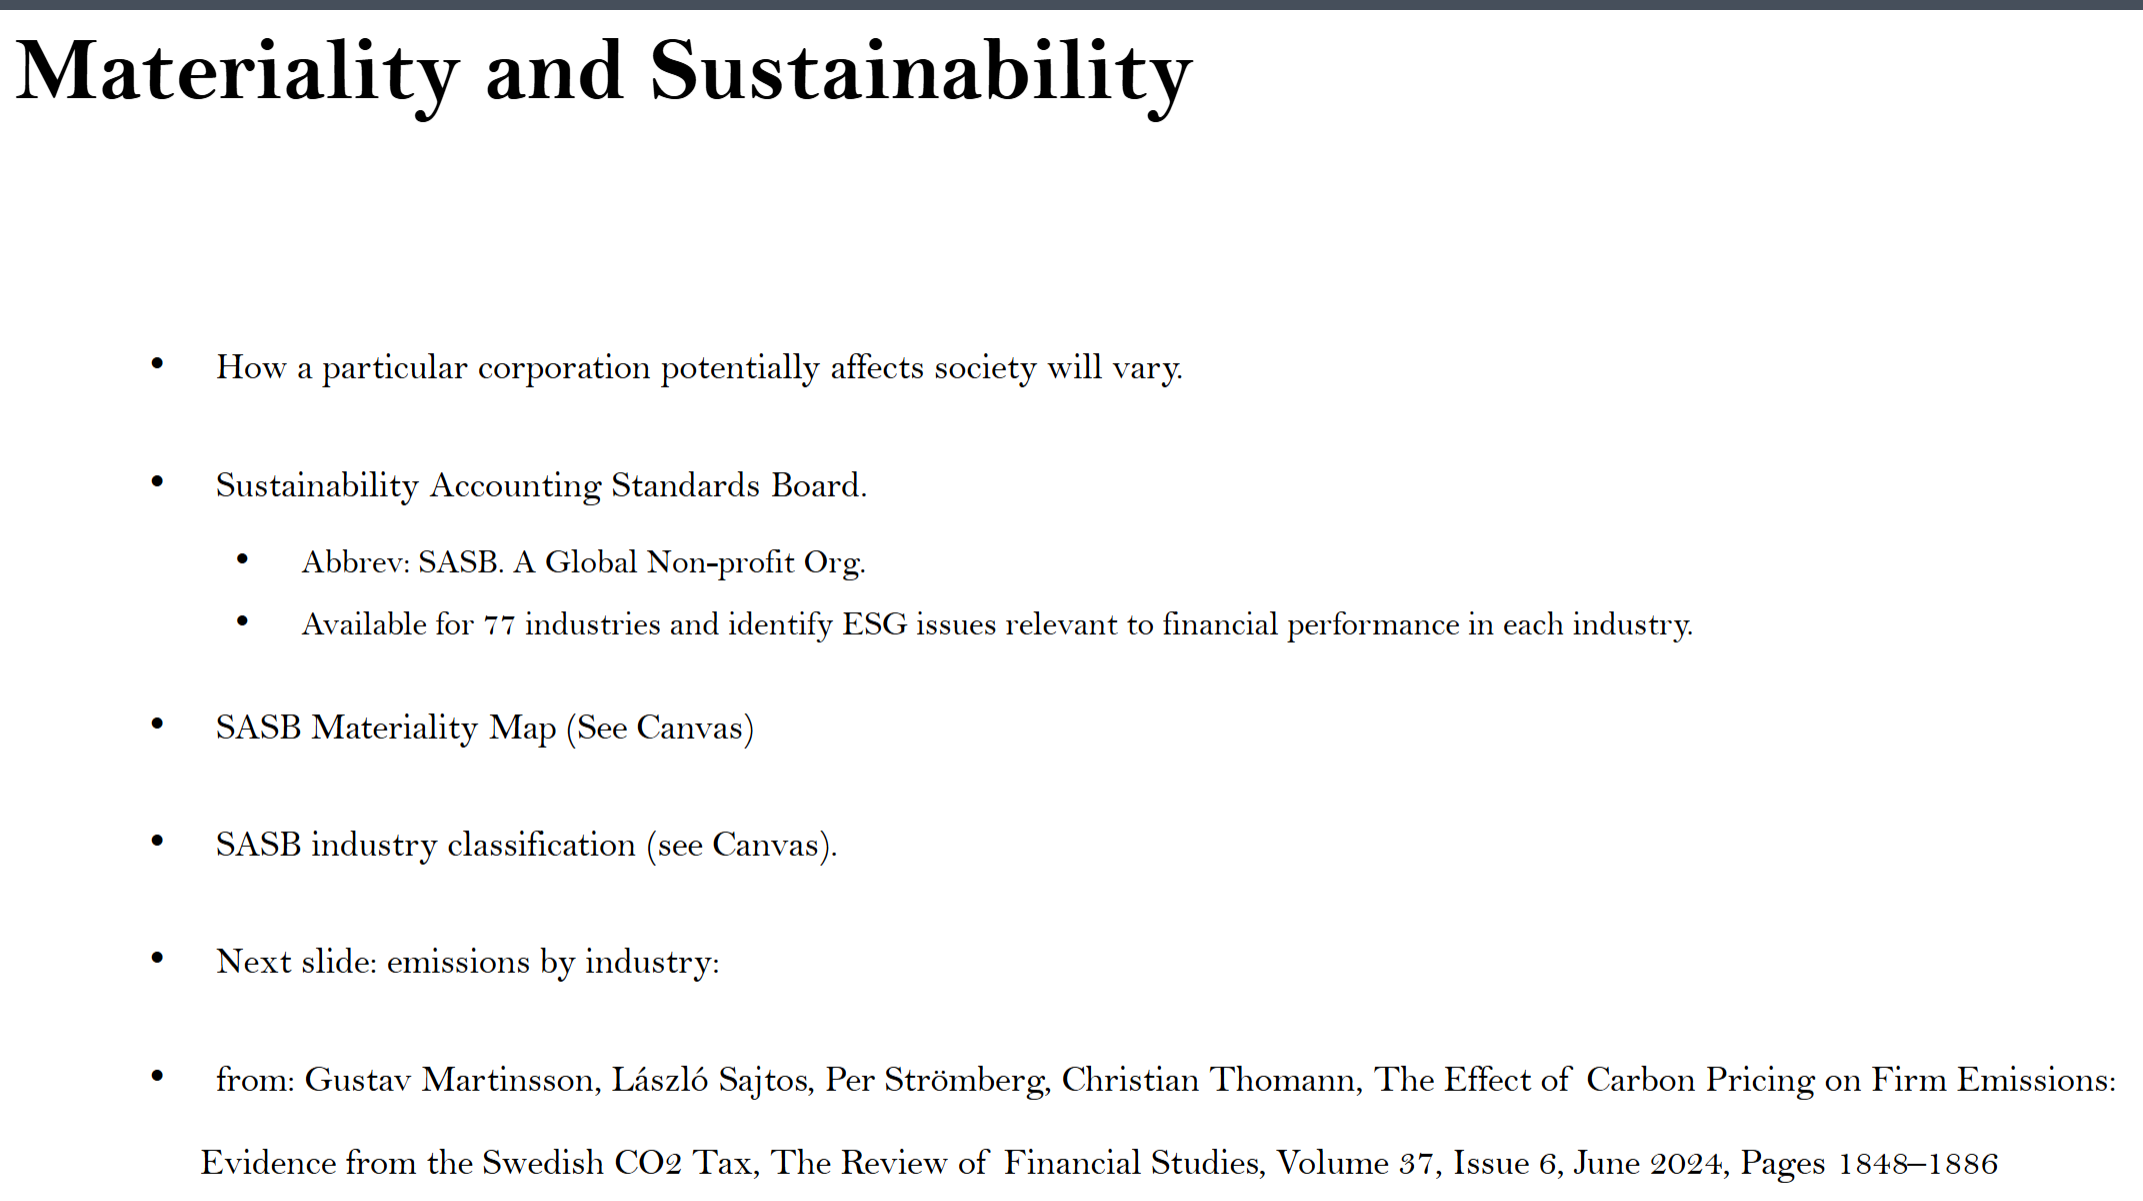 Materiality and Sustainability
• How a particular corporation potentially affects society will vary.
• Sustainability Accounting Standards Board.
• Abbrev: SASB. A Global Non-profit Org.
• Available for 77 industries and identify ESG issues relevant to financial performance in each industry.
• SASB Materiality Map (See Canvas)
• SASB industry classification (see Canvas).
• Next slide: emissions by industry:
• from: Gustav Martinsson, László Sajtos, Per Strömberg, Christian Thomann, The Effect of Carbon Pricing on Firm Emissions:
Evidence from the Swedish CO2 Tax, The Review of Financial Studies, Volume 37, Issue 6, June 2024, Pages 1848–1886